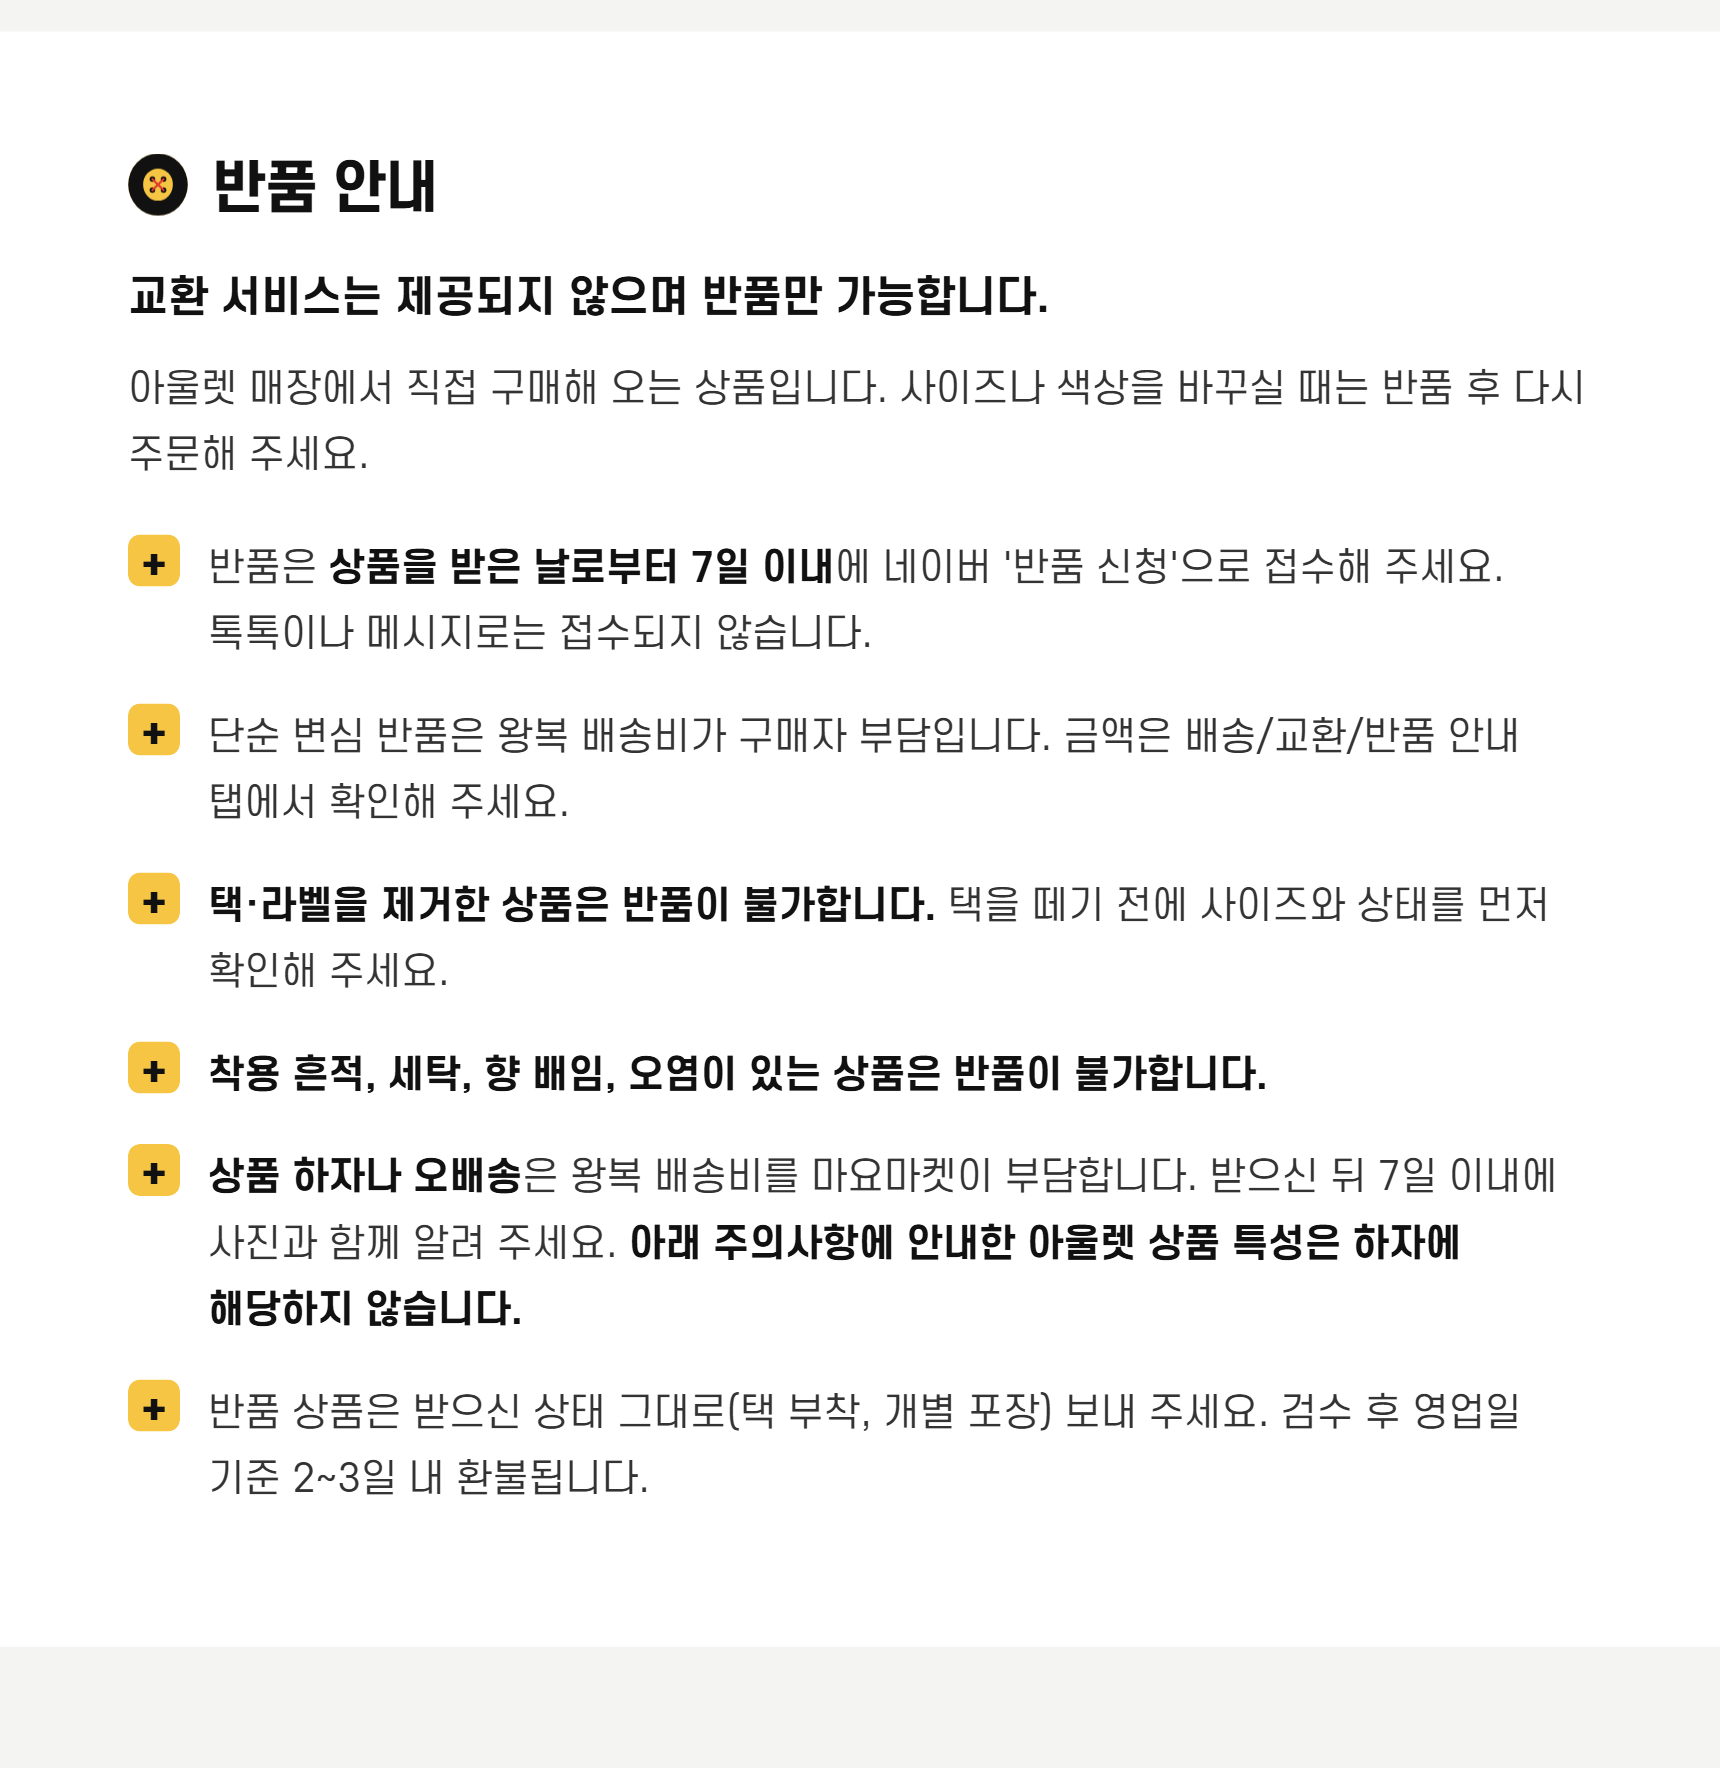 반품 안내
교환 서비스는 제공되지 않으며 반품만 가능합니다.
아울렛 매장에서 직접 구매해 오는 상품입니다. 사이즈나 색상을 바꾸실 때는 반품 후 다시
주문해 주세요.
반품은 상품을 받은 날로부터 7일 이내에 네이버 '반품 신청'으로 접수해 주세요.
톡톡이나 메시지로는 접수되지 않습니다.
단순 변심 반품은 왕복 배송비가 구매자 부담입니다. 금액은 배송/교환/반품 안내
탭에서 확인해 주세요.
택·라벨을 제거한 상품은 반품이 불가합니다. 택을 떼기 전에 사이즈와 상태를 먼저
확인해 주세요.
착용 흔적, 세탁, 향 배임, 오염이 있는 상품은 반품이 불가합니다.
상품 하자나 오배송은 왕복 배송비를 마요마켓이 부담합니다. 받으신 뒤 7일 이내에
사진과 함께 알려 주세요. 아래 주의사항에 안내한 아울렛 상품 특성은 하자에
해당하지 않습니다.
반품 상품은 받으신 상태 그대로(택 부착, 개별 포장) 보내 주세요. 검수 후 영업일
기준 2~3일 내 환불됩니다.